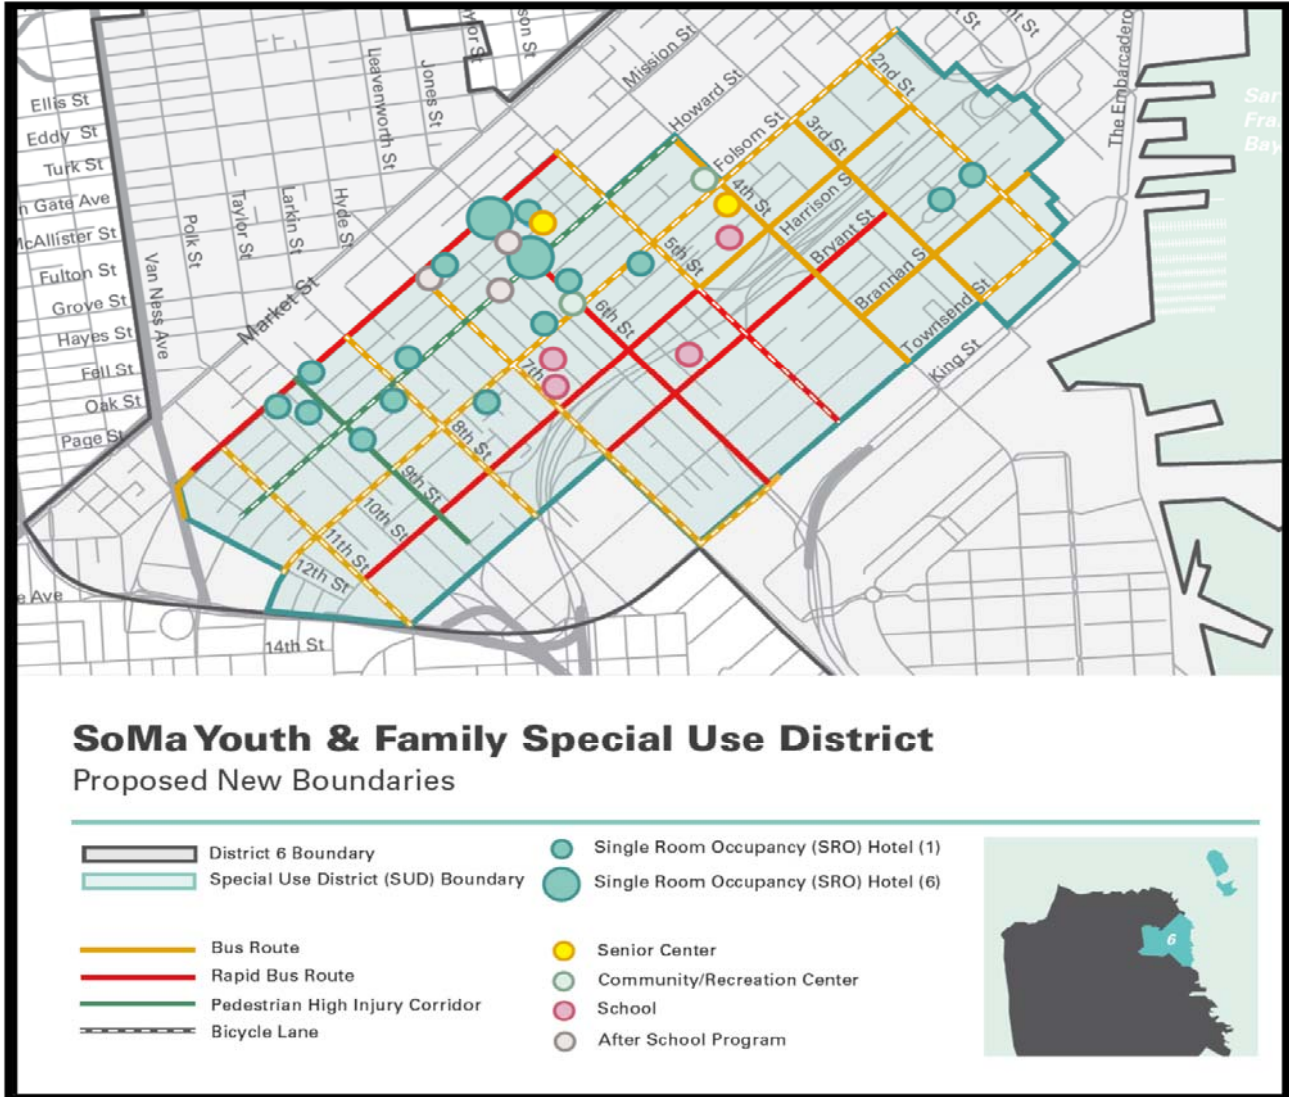 Ellis St
Eddy St
Turk St
n Gate Ave
McAllister St
Fulton St
Grove St
Hayes St
Fell St
Oak St
Page St
Van Ness Ave
Polk St
Taylor St
Larkin St
Hyde St
Leavenworth St
Jones St
ylor St
son St
Market St
Mission St
Howard St
Folsom St
Harrison S
Bryant St
Brannan S
Townsend St
King St
The Embarcadero
San
Fra
Bay
2nd St
3rd St
4th St
5th St
6th St
7th
8th St
9th St
10th St
11th St
12th St
14th St
e Ave
SoMa Youth & Family Special Use District
Proposed New Boundaries
District 6 Boundary
Special Use District (SUD) Boundary
Bus Route
Rapid Bus Route
Pedestrian High Injury Corridor
Bicycle Lane
Single Room Occupancy (SRO) Hotel (1)
Single Room Occupancy (SRO) Hotel (6)
Senior Center
Community/Recreation Center
School
After School Program
6